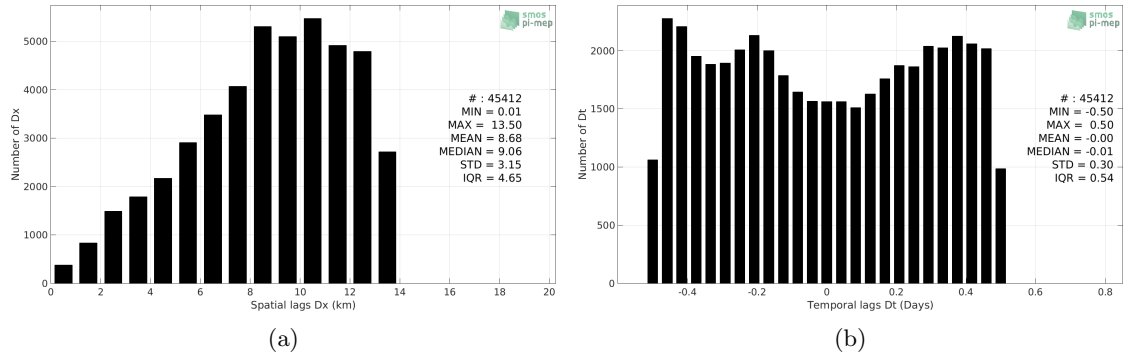 smos
pi-mep
Number of Dx
5000
4000
3000
2000
1000
0
# : 45412
MIN = 0.01
MAX = 13.50
MEAN = 8.68
MEDIAN = 9.06
STD = 3.15
IQR = 4.65
0 2 4 6 8 10 12 14 16 18 20
Spatial lags Dx (km)
(a)
smos
pi-mep
Number of Dt
2000
1500
1000
500
0
# : 45412
MIN = -0.50
MAX = 0.50
MEAN = -0.00
MEDIAN = -0.01
STD = 0.30
IQR = 0.54
-0.4 -0.2 0 0.2 0.4 0.6 0.8
Temporal lags Dt (Days)
(b)